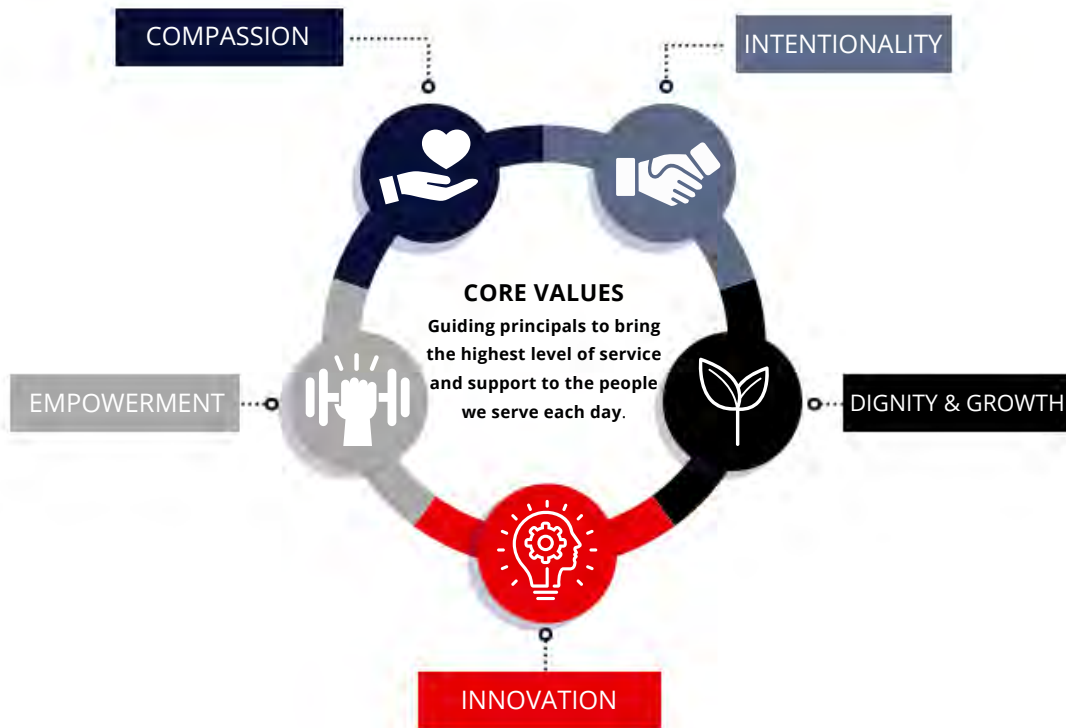 COMPASSION
INTENTIONALITY
CORE VALUES
Guiding principals to bring
the highest level of service
and support to the people
we serve each day.
EMPOWERMENT
DIGNITY & GROWTH
INNOVATION